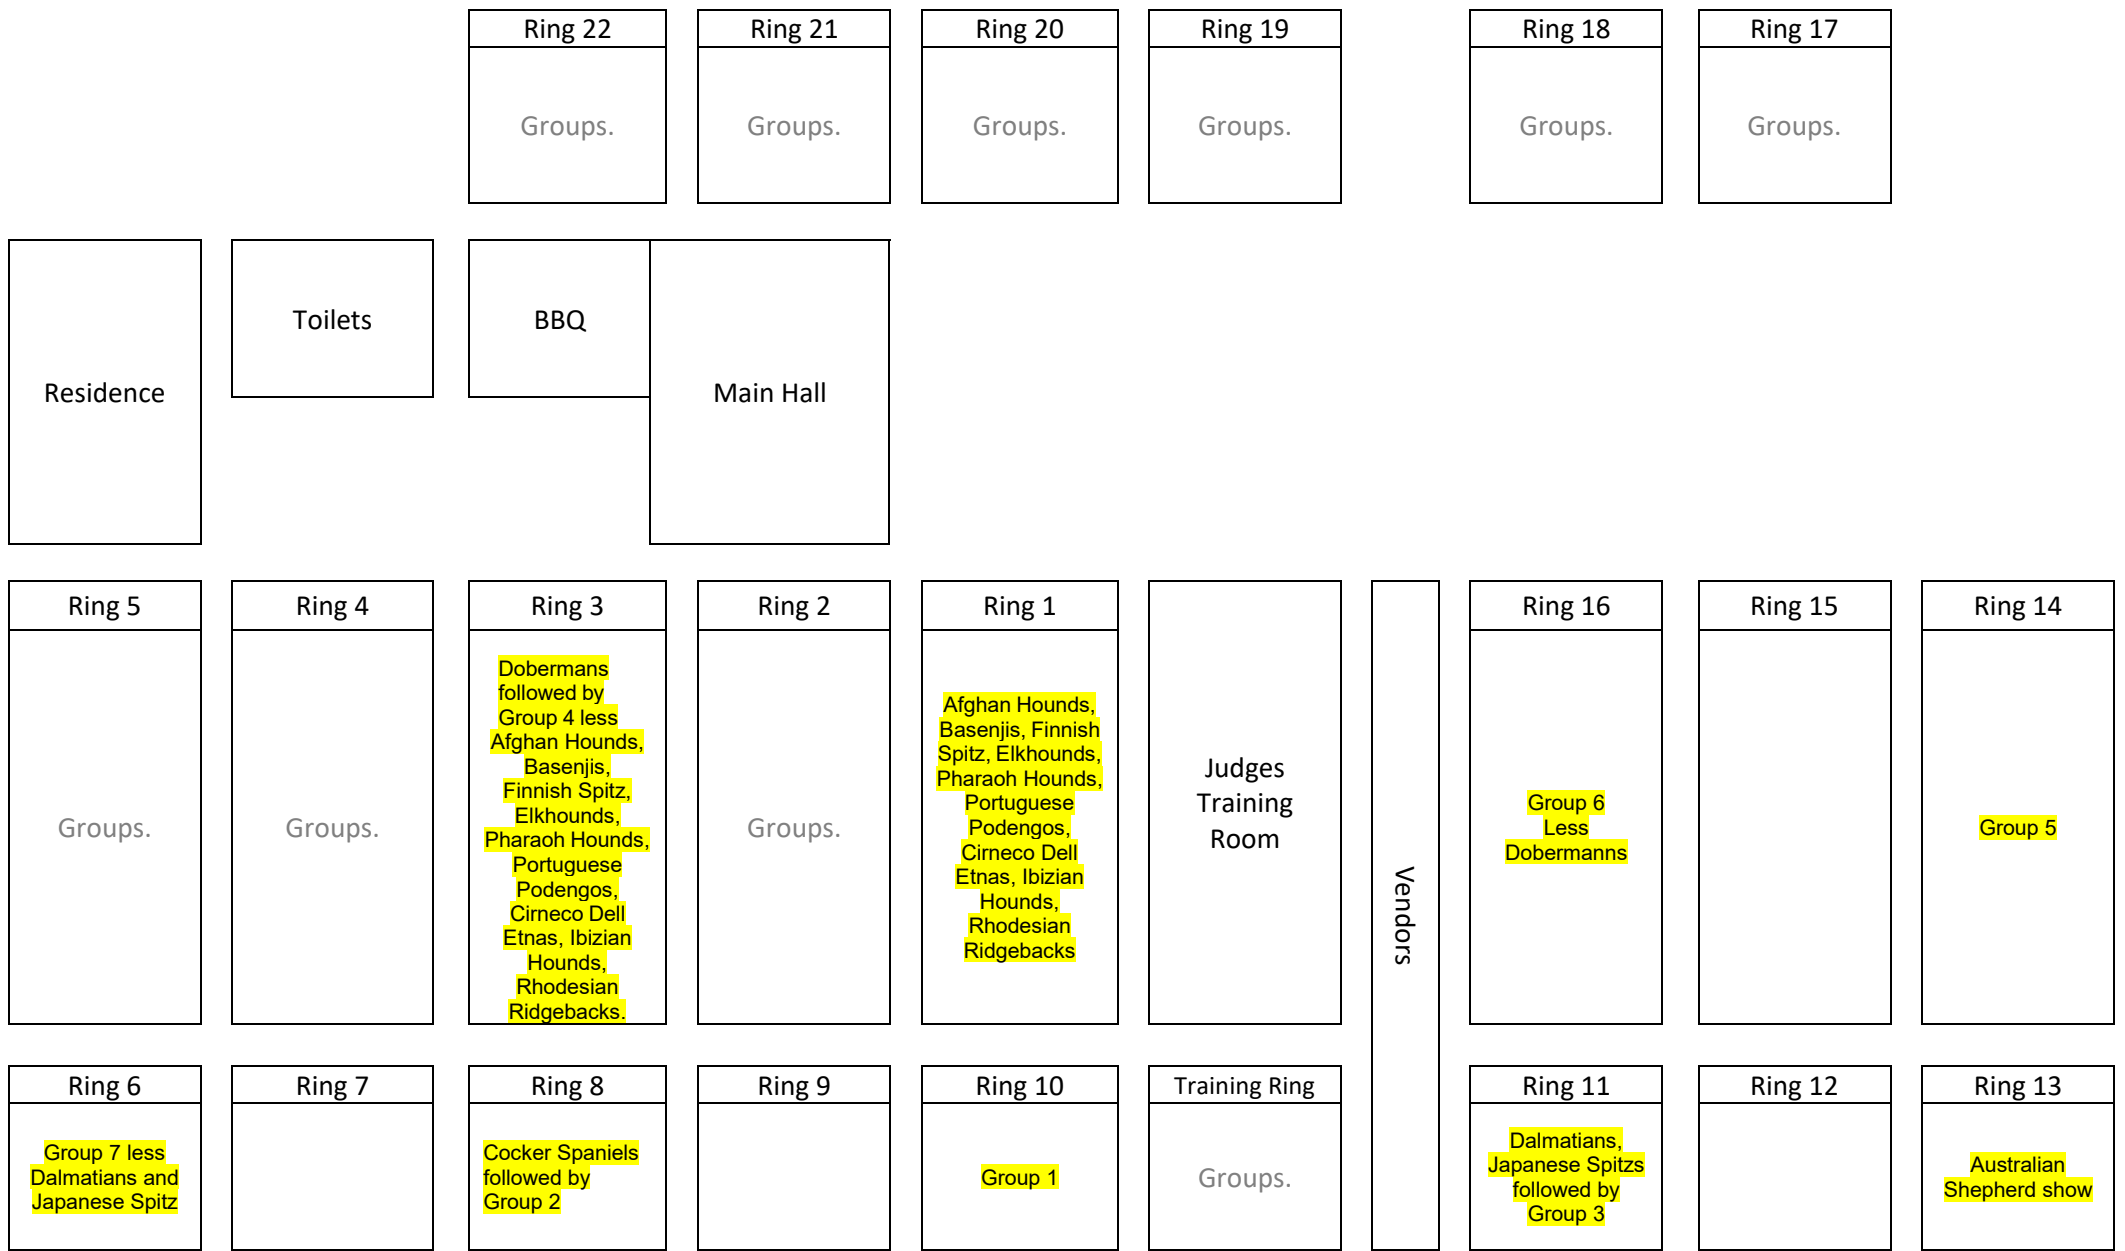 Ring 22
Groups.
Ring 21
Groups.
Ring 20
Groups.
Ring 19
Groups.
Ring 18
Groups.
Ring 17
Groups.
Residence
Toilets
BBQ
Main Hall
Ring 5
Groups.
Ring 4
Groups.
Ring 3
Dobermans
followed by
Group 4 less
Afghan Hounds,
Basenjis,
Finnish Spitz,
Elkhounds,
Pharaoh Hounds,
Portuguese
Podengos,
Cirneco Dell
Etnas, Ibizian
Hounds,
Rhodesian
Ridgebacks.
Ring 2
Groups.
Ring 1
Afghan Hounds,
Basenjis, Finnish
Spitz, Elkhounds,
Pharaoh Hounds,
Portuguese
Podengos,
Cirneco Dell
Etnas, Ibizian
Hounds,
Rhodesian
Ridgebacks
Judges
Training
Room
Vendors
Ring 16
Group 6
Less
Dobermanns
Ring 15
Ring 14
Group 5
Ring 6
Group 7 less
Dalmatians and
Japanese Spitz
Ring 7
Ring 8
Cocker Spaniels
followed by
Group 2
Ring 9
Ring 10
Group 1
Training Ring
Groups.
Ring 11
Dalmatians,
Japanese Spitzs
followed by
Group 3
Ring 12
Ring 13
Australian
Shepherd show